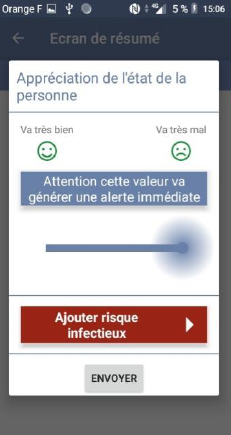 Orange F 4G 5 % 15:06
Ecran de résumé
Appréciation de l'état de la
personne
Va très bien Va très mal
Attention cette valeur va
générer une alerte immédiate
Ajouter risque
infectieux
ENVOYER